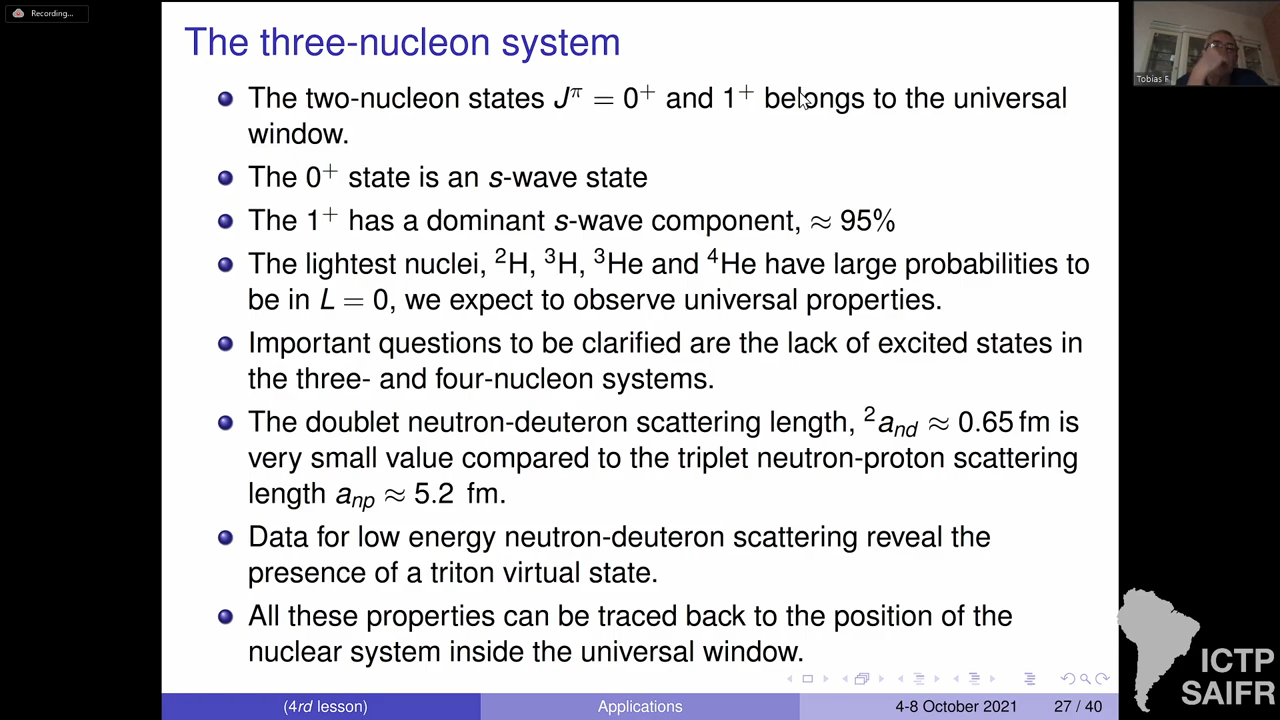 Recording...
The three-nucleon system
The two-nucleon states J^π = 0^+ and 1^+ belongs to the universal
window.
The 0^+ state is an s-wave state
The 1^+ has a dominant s-wave component, ≈ 95%
The lightest nuclei, ^2H, ^3H, ^3He and ^4He have large probabilities to
be in L = 0, we expect to observe universal properties.
Important questions to be clarified are the lack of excited states in
the three- and four-nucleon systems.
The doublet neutron-deuteron scattering length, ^2a_nd ≈ 0.65 fm is
very small value compared to the triplet neutron-proton scattering
length a_np ≈ 5.2 fm.
Data for low energy neutron-deuteron scattering reveal the
presence of a triton virtual state.
All these properties can be traced back to the position of the
nuclear system inside the universal window.
(4rd lesson) Applications 4-8 October 2021 27 / 40
Tobias F.
ICTP
SAIFR